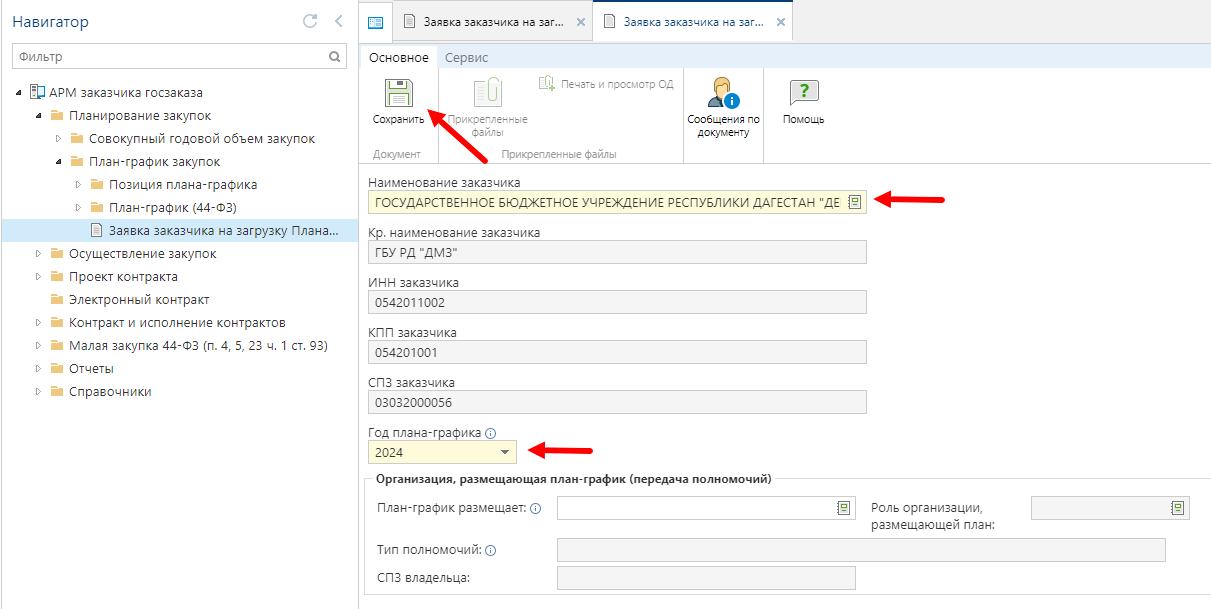 Навигатор
Фильтр
АРМ заказчика госзаказа
Планирование закупок
Совокупный годовой объем закупок
План-график закупок
Позиция плана-графика
План-график (44-ФЗ)
Заявка заказчика на загрузку Плана...
Осуществление закупок
Проект контракта
Электронный контракт
Контракт и исполнение контрактов
Малая закупка 44-ФЗ (п. 4, 5, 23 ч. 1 ст. 93)
Отчеты
Справочники
Заявка заказчика на заг...
Заявка заказчика на заг...
Основное
Сервис
Сохранить
Документ
Прикрепленные
файлы
Печать и просмотр ОД
Прикрепленные файлы
Сообщения по
документу
Помощь
Наименование заказчика
ГОСУДАРСТВЕННОЕ БЮДЖЕТНОЕ УЧРЕЖДЕНИЕ РЕСПУБЛИКИ ДАГЕСТАН "ДЕ
Кр. наименование заказчика
ГБУ РД "ДМЗ"
ИНН заказчика
0542011002
КПП заказчика
054201001
СПЗ заказчика
03032000056
Год плана-графика
2024
Организация, размещающая план-график (передача полномочий)
План-график размещает:
Роль организации,
размещающей план:
Тип полномочий:
СПЗ владельца: